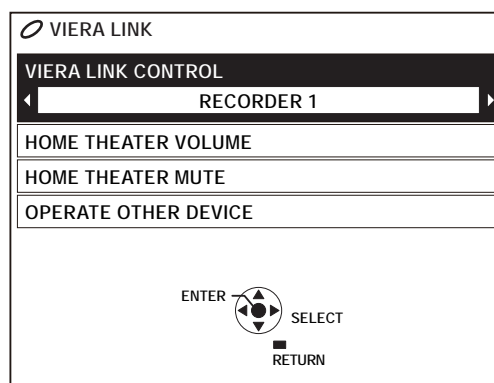 VIERA LINK
VIERA LINK CONTROL
RECORDER 1
HOME THEATER VOLUME
HOME THEATER MUTE
OPERATE OTHER DEVICE
ENTER
SELECT
RETURN